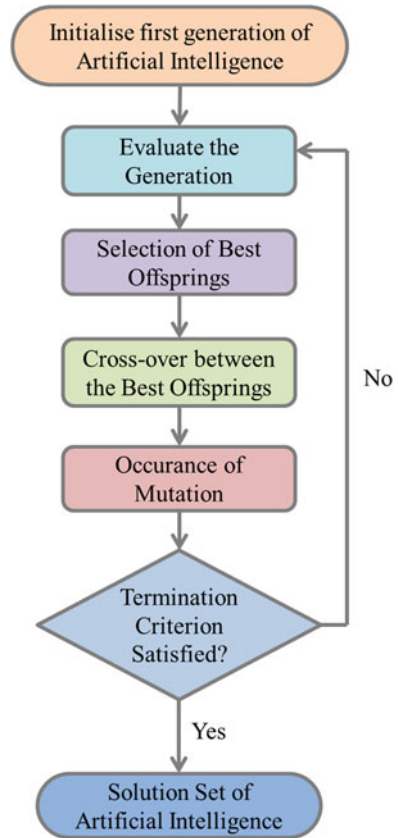 Initialise first generation of
Artificial Intelligence
Evaluate the
Generation
Selection of Best
Offsprings
Cross-over between
the Best Offsprings
No
Occurance of
Mutation
Termination
Criterion
Satisfied?
Yes
Solution Set of
Artificial Intelligence